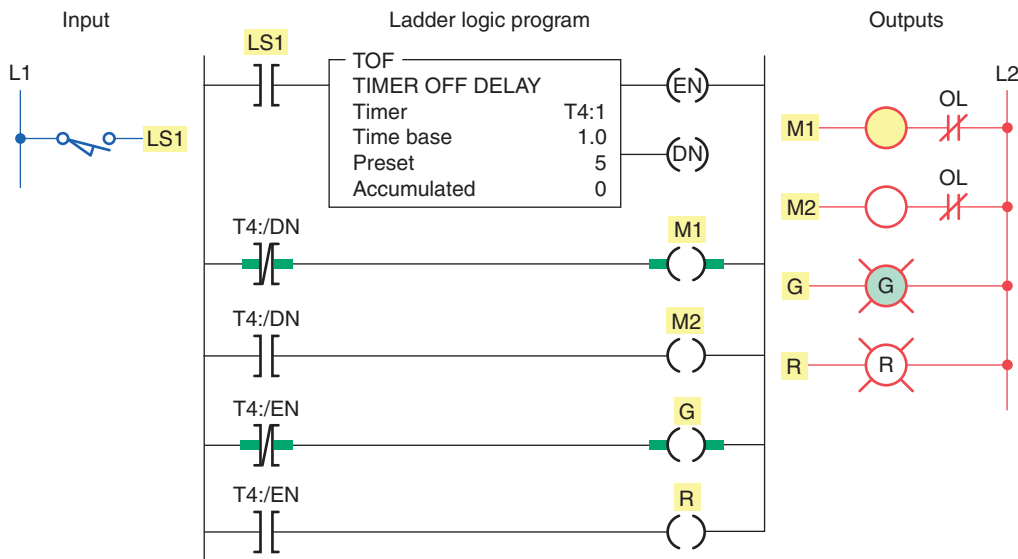 Input
Ladder logic program
Outputs
L1
LS1
LS1
TOF
TIMER OFF DELAY
Timer T4:1
Time base 1.0
Preset 5
Accumulated 0
EN
DN
T4:/DN
M1
T4:/DN
M2
T4:/EN
G
T4:/EN
R
L2
M1
OL
M2
OL
G
G
R
R